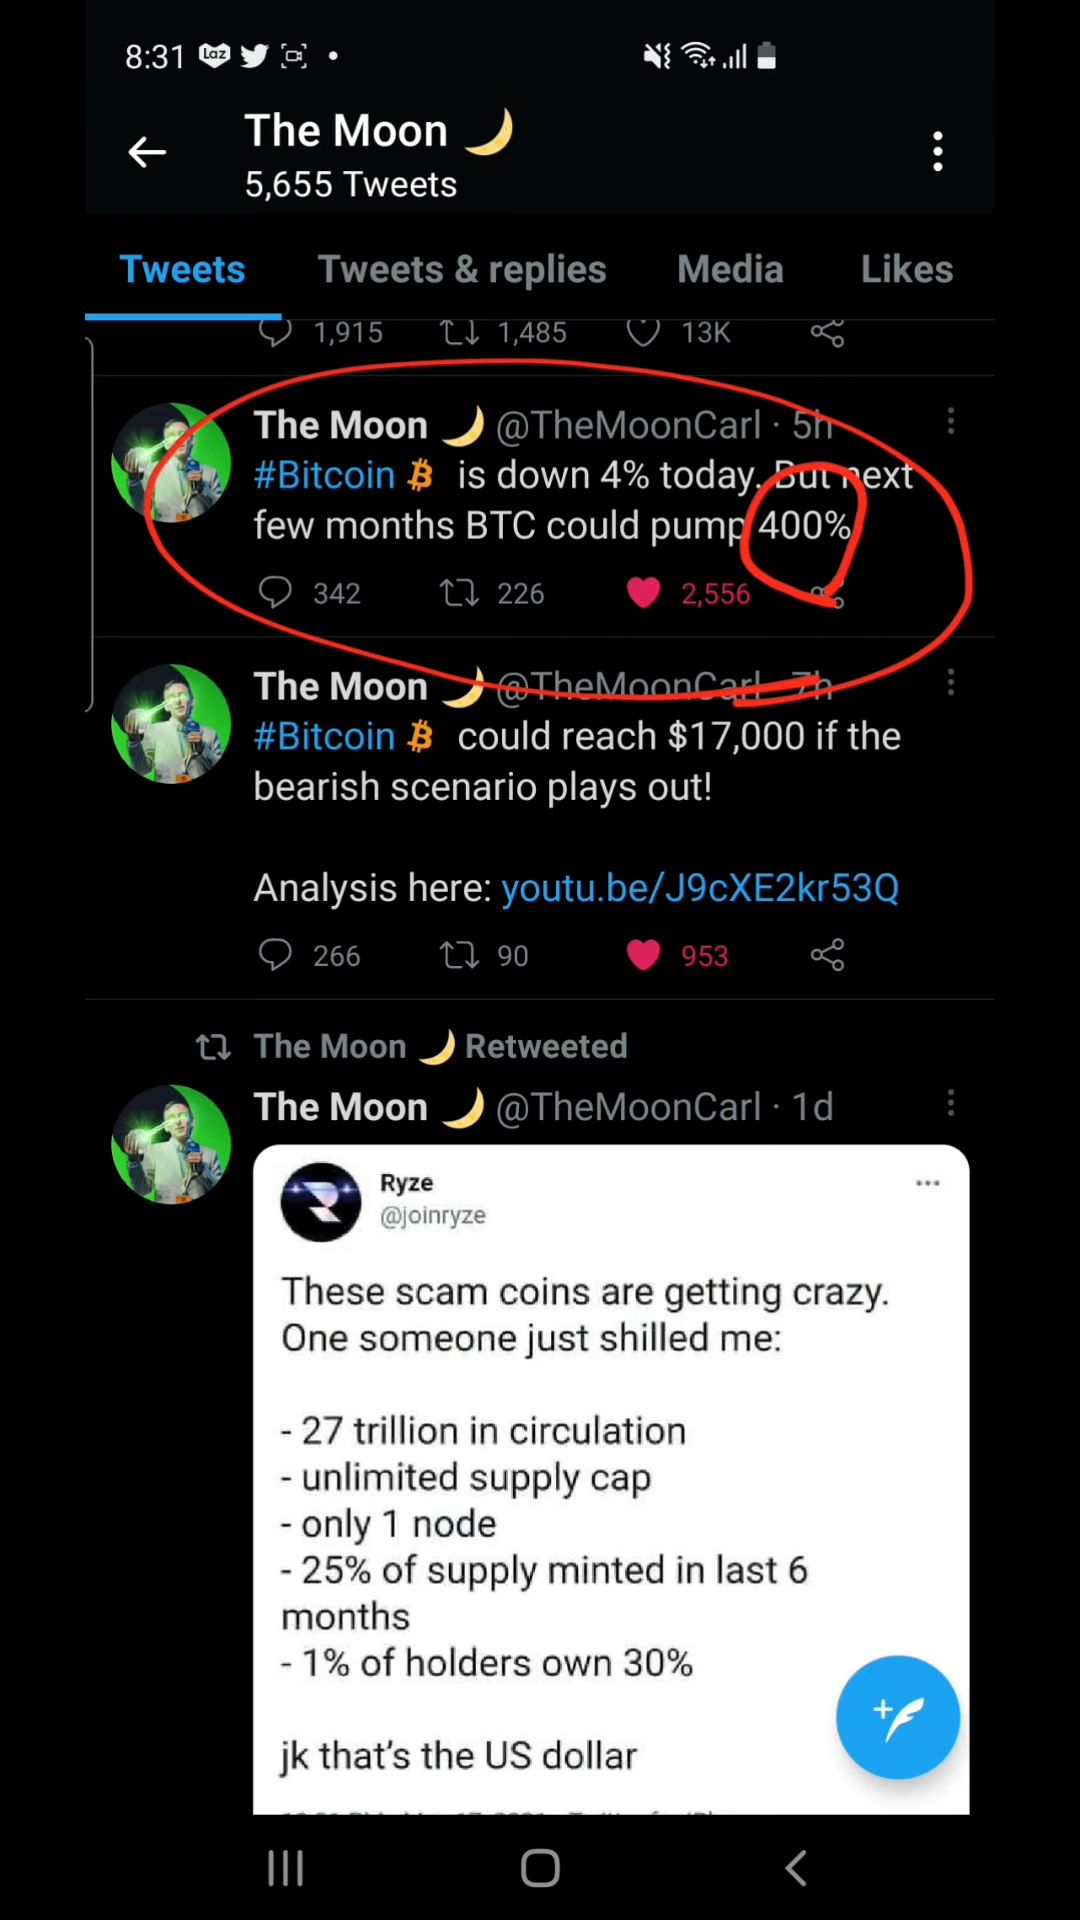 8:31 Laz
The Moon 🌙
5,655 Tweets
Tweets Tweets & replies Media Likes
1,915 1,485 13K
The Moon 🌙 @TheMoonCarl · 5h
#Bitcoin is down 4% today. But next
few months BTC could pump 400%
342 226 2,556
The Moon 🌙 @TheMoonCarl · 7h
#Bitcoin could reach $17,000 if the
bearish scenario plays out!
Analysis here: youtu.be/J9cXE2kr53Q
266 90 953
The Moon 🌙 Retweeted
The Moon 🌙 @TheMoonCarl · 1d
Ryze
@joinryze
These scam coins are getting crazy.
One someone just shilled me:
- 27 trillion in circulation
- unlimited supply cap
- only 1 node
- 25% of supply minted in last 6
months
- 1% of holders own 30%
jk that's the US dollar